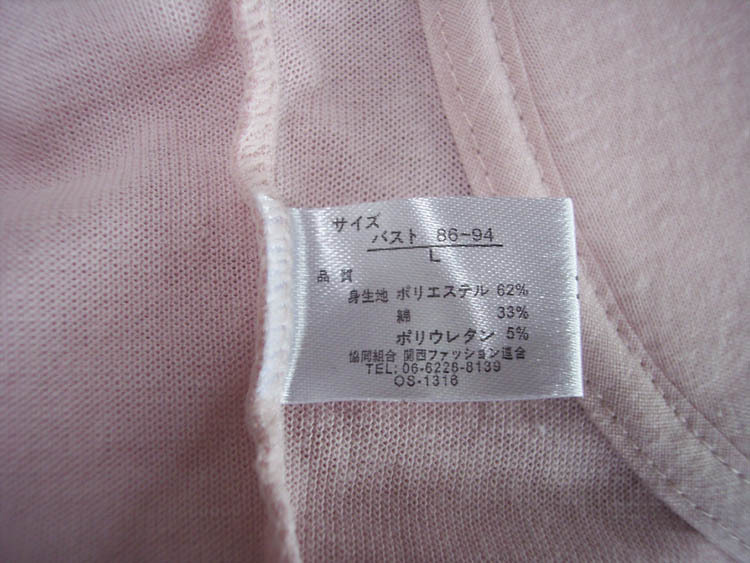 サイズ
バスト 86-94
L
品質
身生地 ポリエステル 62%
綿 33%
ポリウレタン 5%
協同組合 関西ファッション連合
TEL:06-6228-8139
OS-1316